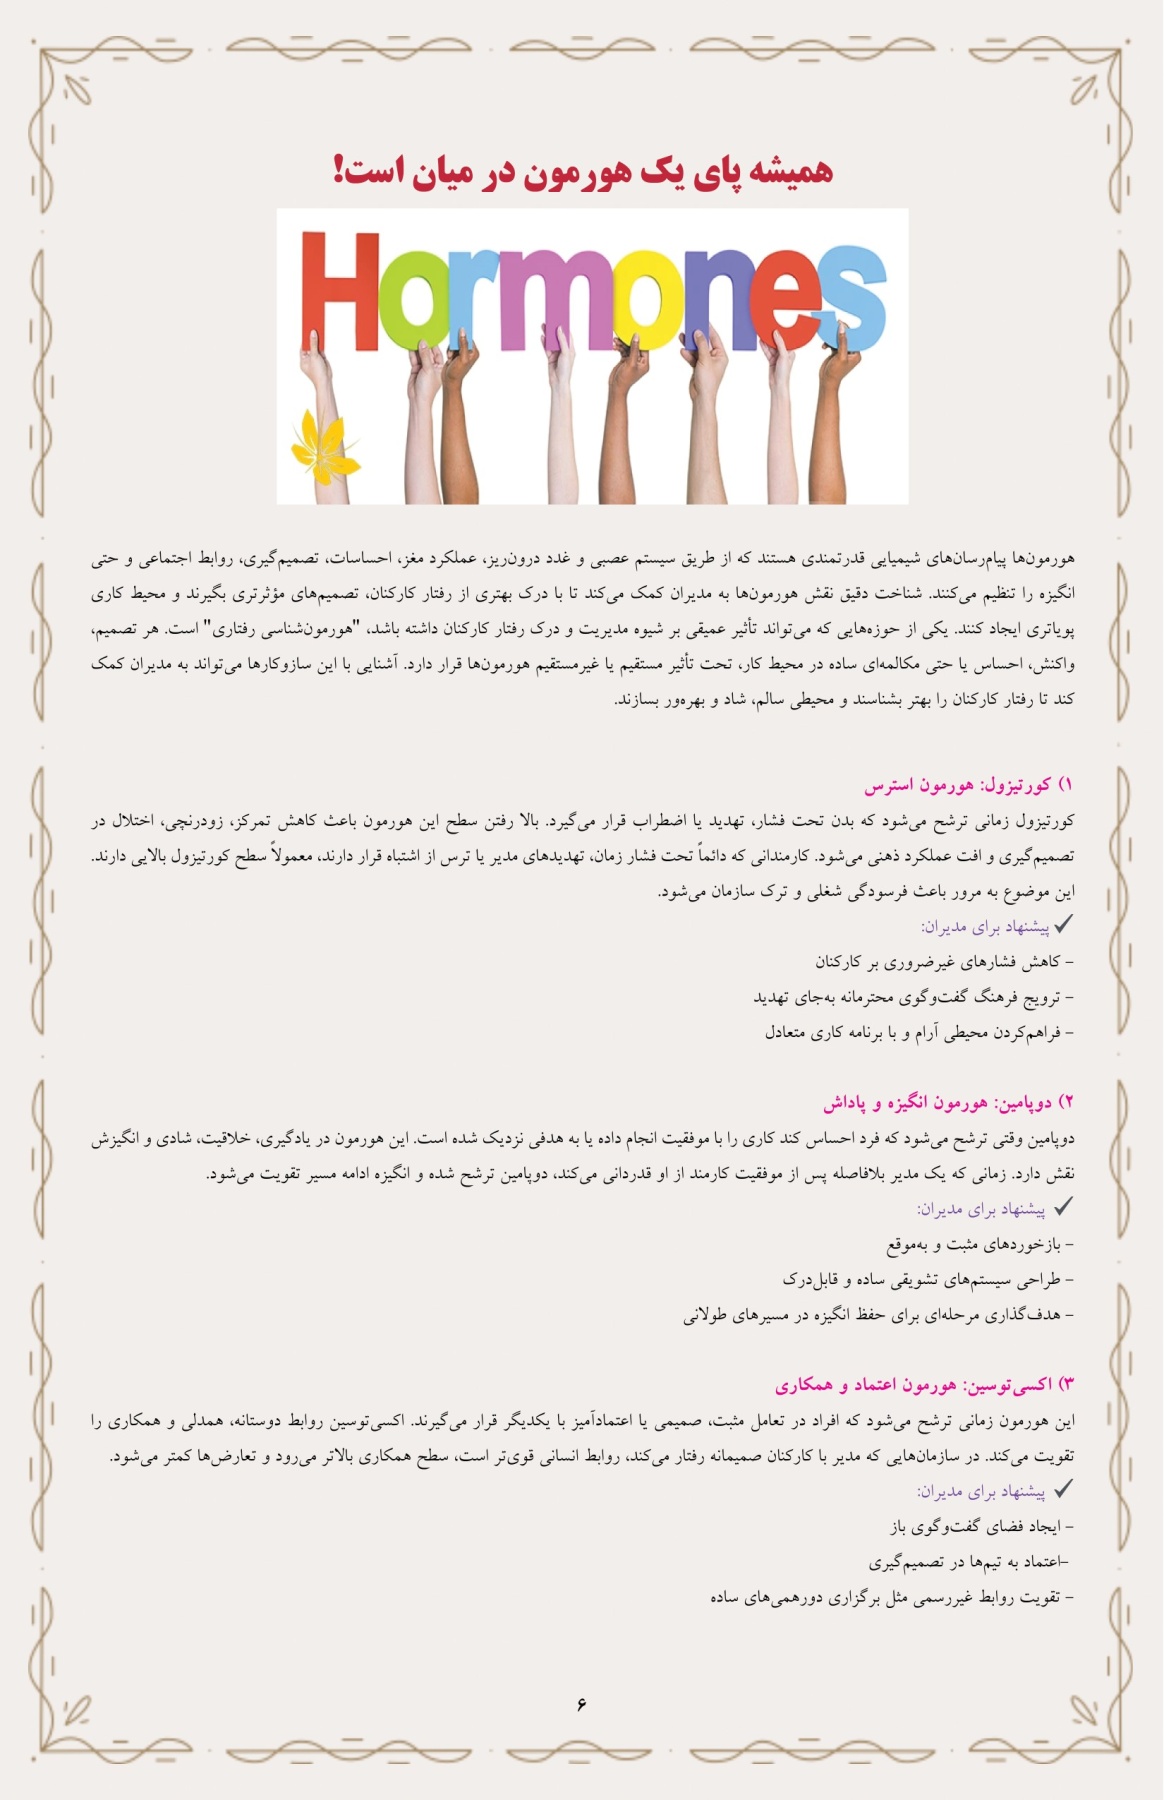 همیشه پای یک هورمون در میان است!
Hormones
هورمون‌ها پیام‌رسان‌های شیمیایی قدرتمندی هستند که از طریق سیستم عصبی و غدد درون‌ریز، عملکرد مغز، احساسات، تصمیم‌گیری، روابط اجتماعی و حتی
انگیزه را تنظیم می‌کنند. شناخت دقیق نقش هورمون‌ها به مدیران کمک می‌کند تا با درک بهتری از رفتار کارکنان، تصمیم‌های مؤثرتری بگیرند و محیط کاری
پویاتری ایجاد کنند. یکی از حوزه‌هایی که می‌تواند تأثیر عمیقی بر شیوه مدیریت و درک رفتار کارکنان داشته باشد، "هورمون‌شناسی رفتاری" است. هر تصمیم،
واکنش، احساس یا حتی مکالمه‌ای ساده در محیط کار، تحت تأثیر مستقیم یا غیرمستقیم هورمون‌ها قرار دارد. آشنایی با این سازوکارها می‌تواند به مدیران کمک
کند تا رفتار کارکنان را بهتر بشناسند و محیطی سالم، شاد و بهره‌ور بسازند.
۱) کورتیزول: هورمون استرس
کورتیزول زمانی ترشح می‌شود که بدن تحت فشار، تهدید یا اضطراب قرار می‌گیرد. بالا رفتن سطح این هورمون باعث کاهش تمرکز، زودرنجی، اختلال در
تصمیم‌گیری و افت عملکرد ذهنی می‌شود. کارمندانی که دائماً تحت فشار زمان، تهدیدهای مدیر یا ترس از اشتباه قرار دارند، معمولاً سطح کورتیزول بالایی دارند.
این موضوع به مرور باعث فرسودگی شغلی و ترک سازمان می‌شود.
✓ پیشنهاد برای مدیران:
- کاهش فشارهای غیرضروری بر کارکنان
- ترویج فرهنگ گفت‌وگوی محترمانه به‌جای تهدید
- فراهم‌کردن محیطی آرام و با برنامه کاری متعادل
۲) دوپامین: هورمون انگیزه و پاداش
دوپامین وقتی ترشح می‌شود که فرد احساس کند کاری را با موفقیت انجام داده یا به هدفی نزدیک شده است. این هورمون در یادگیری، خلاقیت، شادی و انگیزش
نقش دارد. زمانی که یک مدیر بلافاصله پس از موفقیت کارمند از او قدردانی می‌کند، دوپامین ترشح شده و انگیزه ادامه مسیر تقویت می‌شود.
✓ پیشنهاد برای مدیران:
- بازخوردهای مثبت و به‌موقع
- طراحی سیستم‌های تشویقی ساده و قابل‌درک
- هدف‌گذاری مرحله‌ای برای حفظ انگیزه در مسیرهای طولانی
۳) اکسی‌توسین: هورمون اعتماد و همکاری
این هورمون زمانی ترشح می‌شود که افراد در تعامل مثبت، صمیمی یا اعتمادآمیز با یکدیگر قرار می‌گیرند. اکسی‌توسین روابط دوستانه، همدلی و همکاری را
تقویت می‌کند. در سازمان‌هایی که مدیر با کارکنان صمیمانه رفتار می‌کند، روابط انسانی قوی‌تر است، سطح همکاری بالاتر می‌رود و تعارض‌ها کمتر می‌شود.
✓ پیشنهاد برای مدیران:
- ایجاد فضای گفت‌وگوی باز
-اعتماد به تیم‌ها در تصمیم‌گیری
- تقویت روابط غیررسمی مثل برگزاری دورهمی‌های ساده
۶